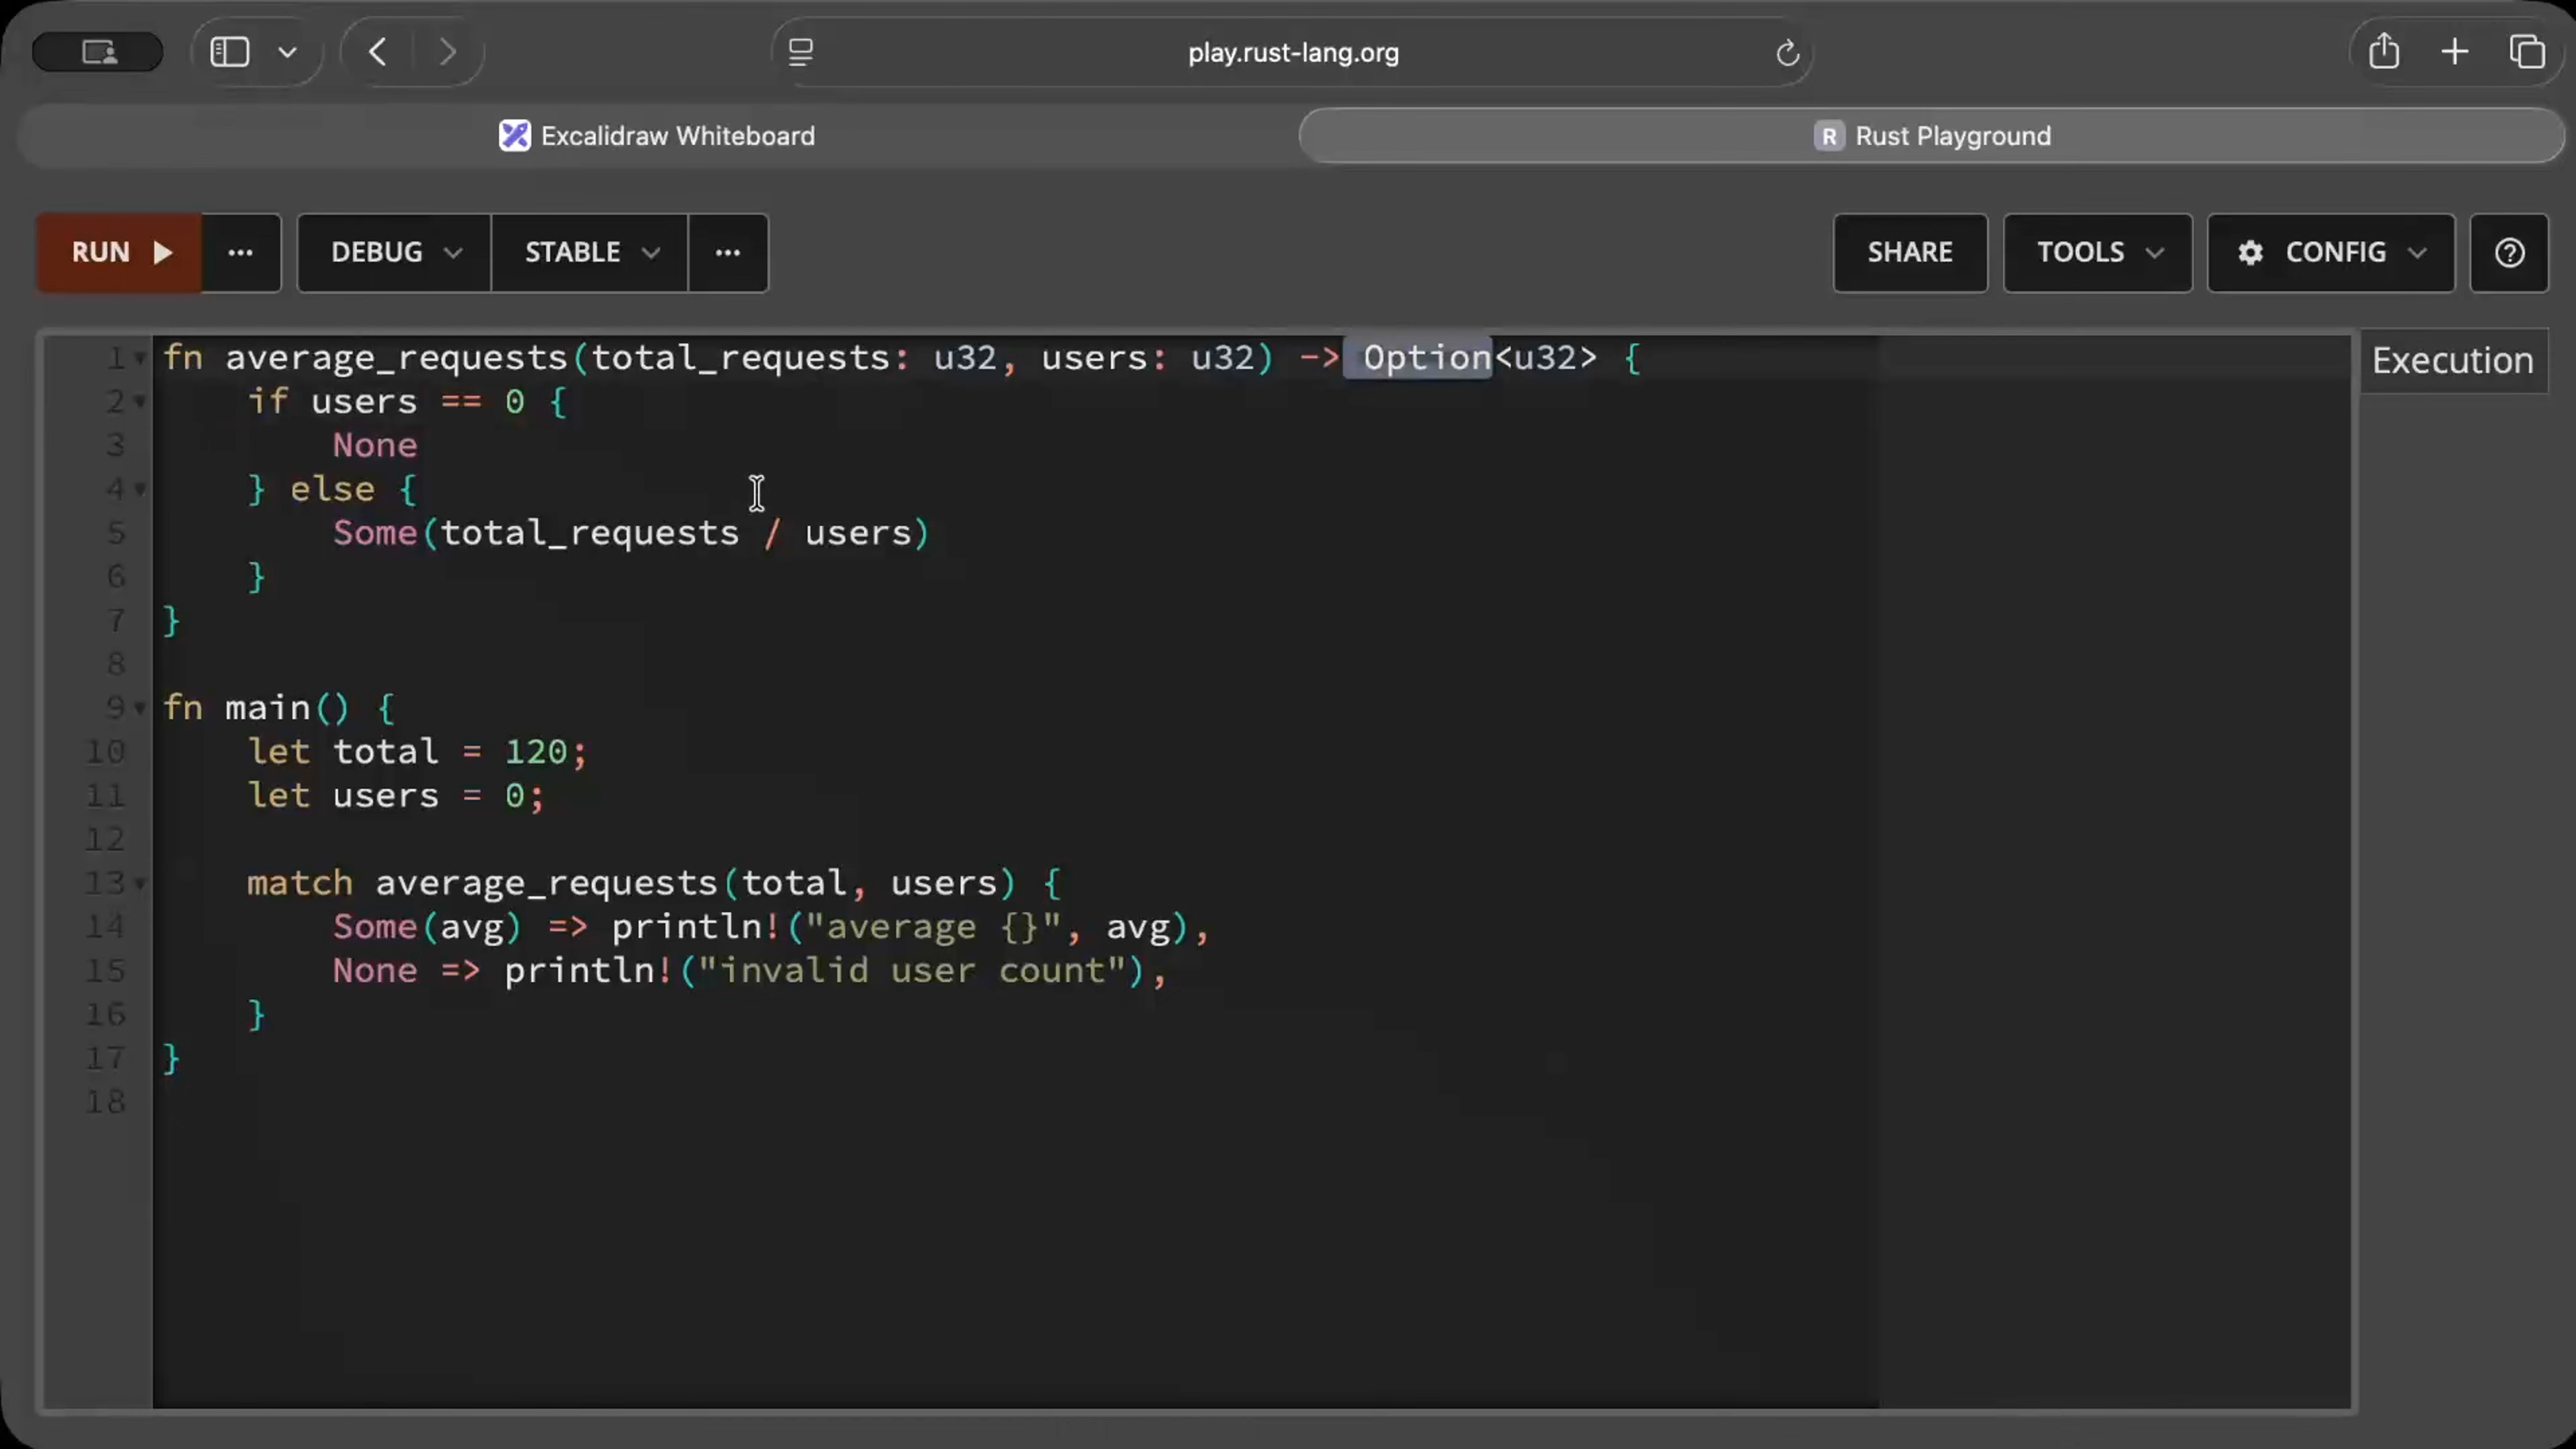 play.rust-lang.org
Excalidraw Whiteboard
R Rust Playground
RUN ... DEBUG STABLE ... SHARE TOOLS CONFIG ?
Execution
1 fn average_requests(total_requests: u32, users: u32) -> Option<u32> {
2     if users == 0 {
3         None
4     } else {
5         Some(total_requests / users)
6     }
7 }
8
9 fn main() {
10     let total = 120;
11     let users = 0;
12
13     match average_requests(total, users) {
14         Some(avg) => println!("average {}", avg),
15         None => println!("invalid user count"),
16     }
17 }
18